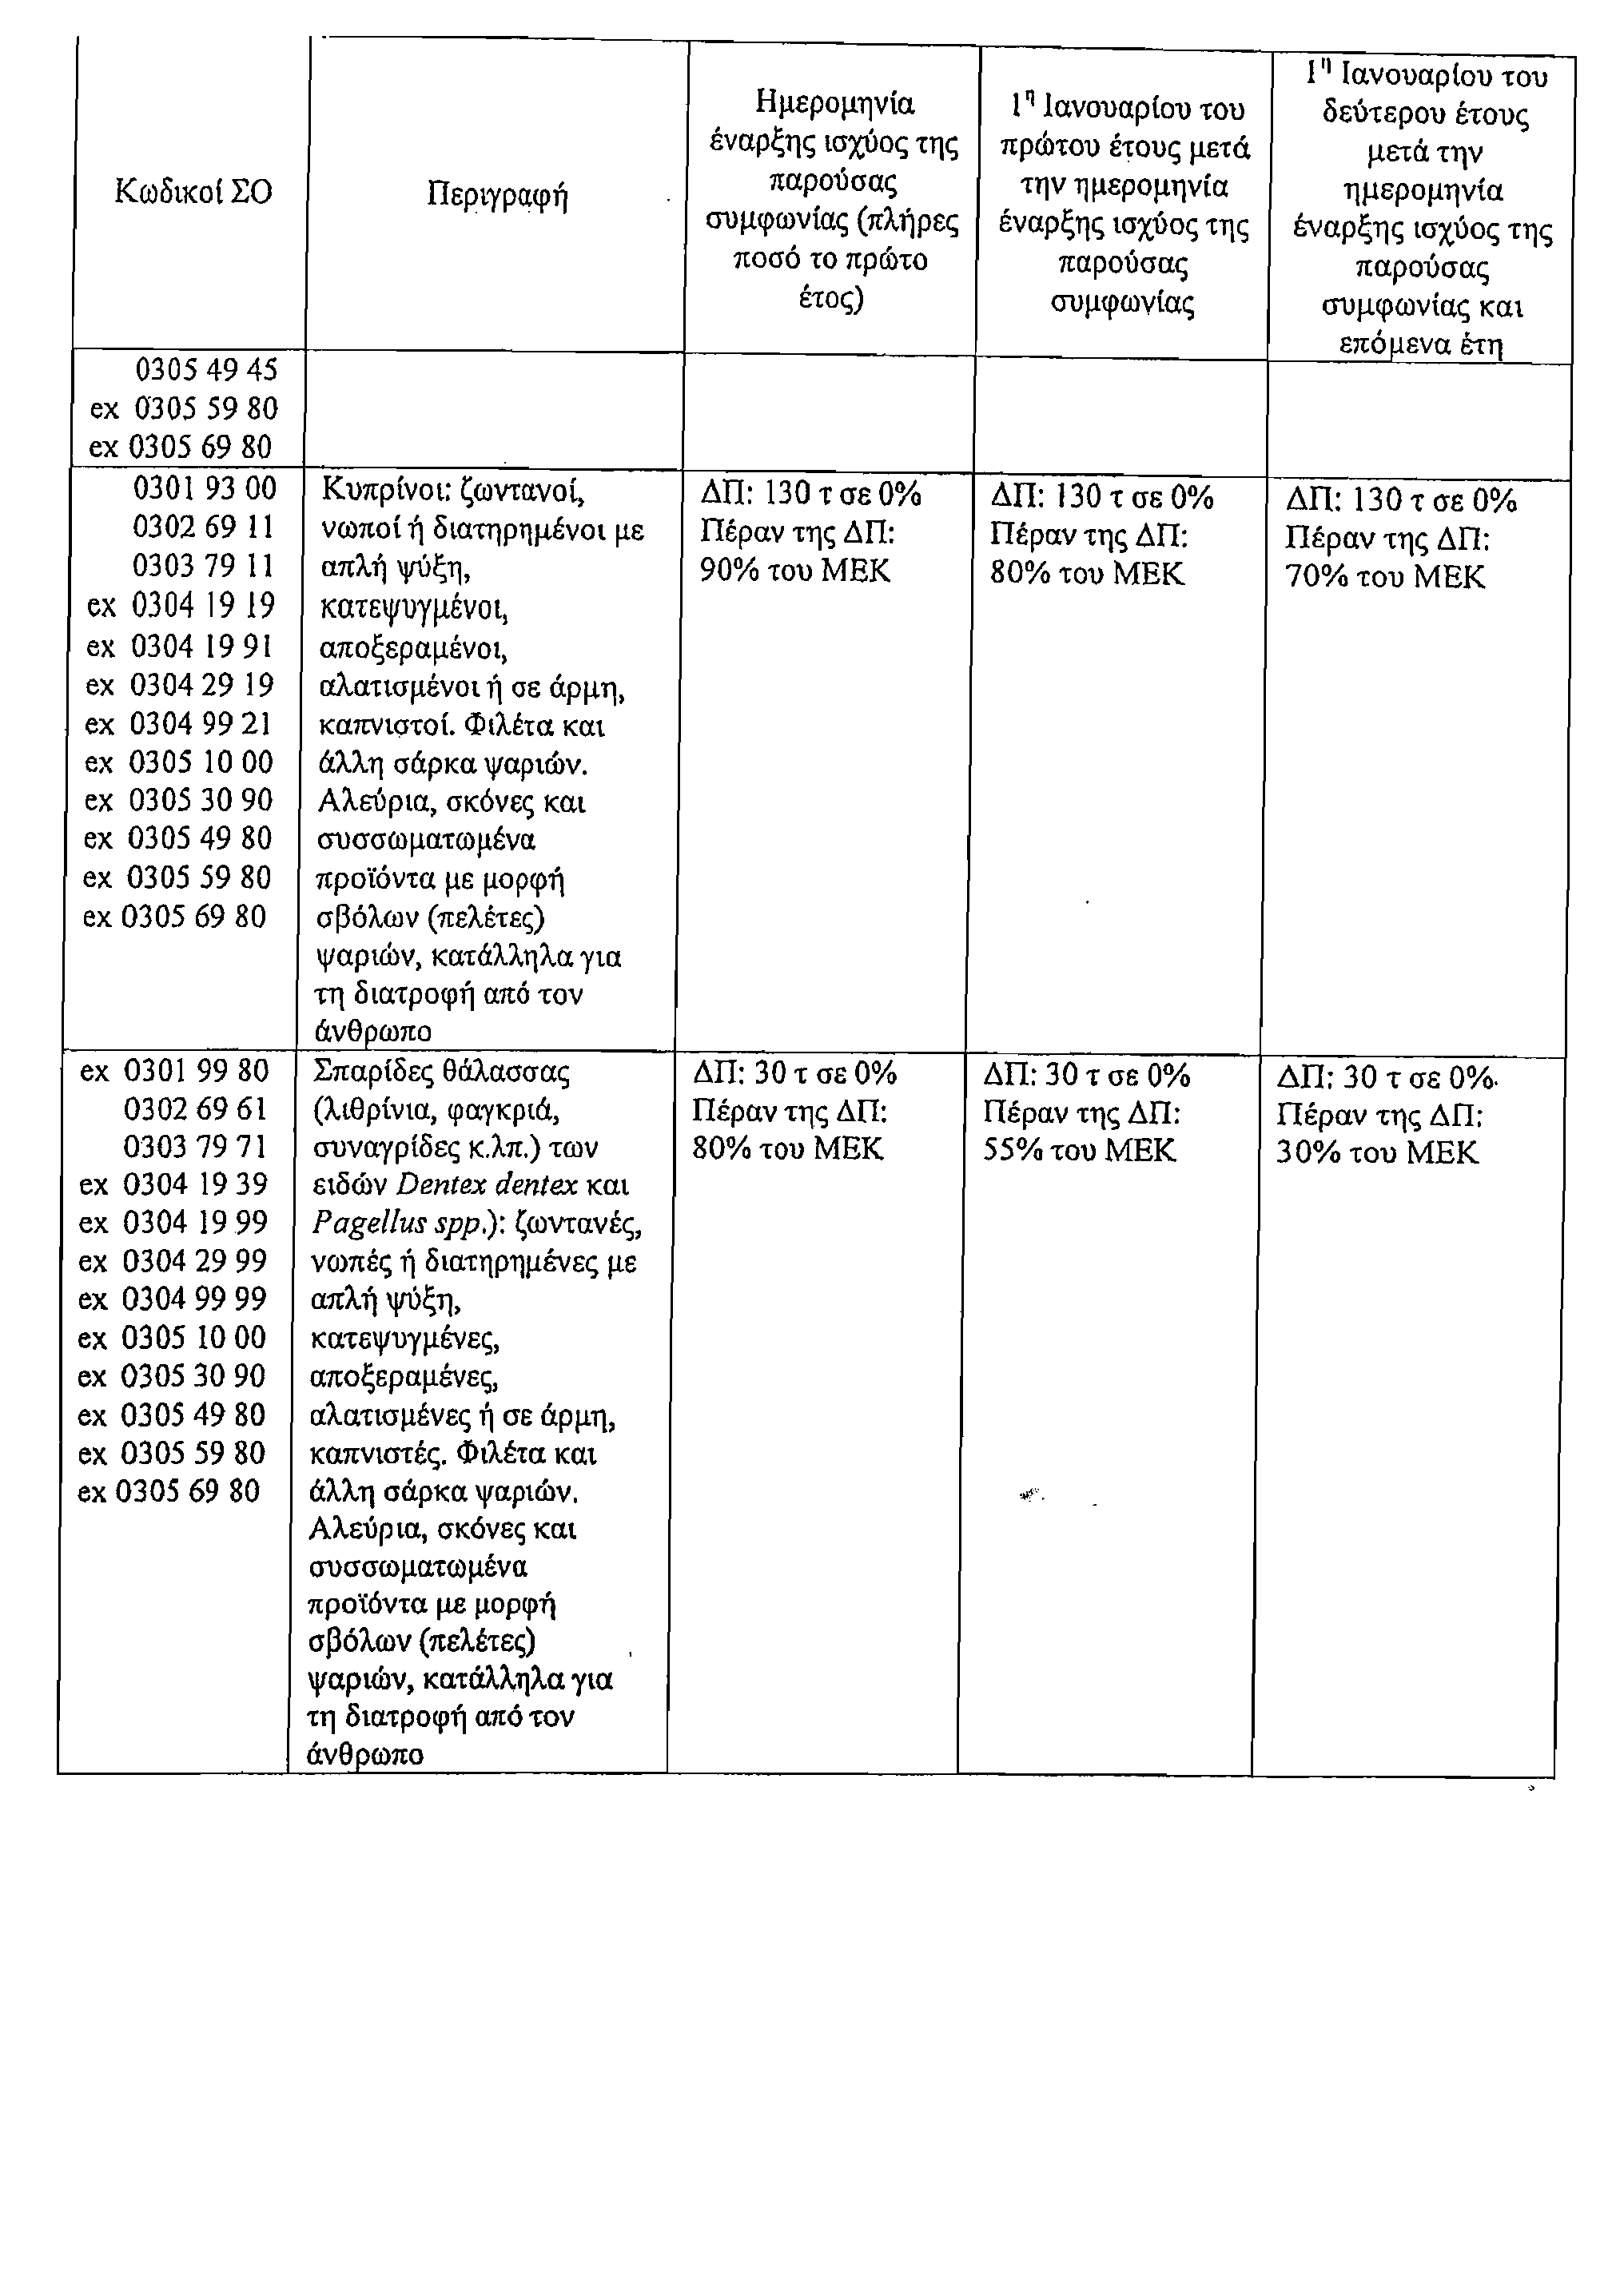 Κωδικοί ΣΟ
Περιγραφή
Ημερομηνία
έναρξης ισχύος της
παρούσας
συμφωνίας (πλήρες
ποσό το πρώτο
έτος)
1η Ιανουαρίου του
πρώτου έτους μετά
την ημερομηνία
έναρξης ισχύος της
παρούσας
συμφωνίας
1η Ιανουαρίου του
δεύτερου έτους
μετά την
ημερομηνία
έναρξης ισχύος της
παρούσας
συμφωνίας και
επόμενα έτη
0305 49 45
ex 0305 59 80
ex 0305 69 80
0301 93 00
0302 69 11
0303 79 11
ex 0304 19 19
ex 0304 19 91
ex 0304 29 19
ex 0304 99 21
ex 0305 10 00
ex 0305 30 90
ex 0305 49 80
ex 0305 59 80
ex 0305 69 80
Κυπρίνοι: ζωντανοί,
νωποί ή διατηρημένοι με
απλή ψύξη,
κατεψυγμένοι,
αποξεραμένοι,
αλατισμένοι ή σε άρμη,
καπνιστοί. Φιλέτα και
άλλη σάρκα ψαριών.
Αλεύρια, σκόνες και
συσσωματωμένα
προϊόντα με μορφή
σβόλων (πελέτες)
ψαριών, κατάλληλα για
τη διατροφή από τον
άνθρωπο
ΔΠ: 130 τ σε 0%
Πέραν της ΔΠ:
90% του ΜΕΚ
ΔΠ: 130 τ σε 0%
Πέραν της ΔΠ:
80% του ΜΕΚ
ΔΠ: 130 τ σε 0%
Πέραν της ΔΠ:
70% του ΜΕΚ
ex 0301 99 80
0302 69 61
0303 79 71
ex 0304 19 39
ex 0304 19 99
ex 0304 29 99
ex 0304 99 99
ex 0305 10 00
ex 0305 30 90
ex 0305 49 80
ex 0305 59 80
ex 0305 69 80
Σπαρίδες θάλασσας
(λιθρίνια, φαγκριά,
συναγρίδες κ.λπ.) των
ειδών Dentex dentex και
Pagellus spp.): ζωντανές,
νωπές ή διατηρημένες με
απλή ψύξη,
κατεψυγμένες,
αποξεραμένες,
αλατισμένες ή σε άρμη,
καπνιστές. Φιλέτα και
άλλη σάρκα ψαριών.
Αλεύρια, σκόνες και
συσσωματωμένα
προϊόντα με μορφή
σβόλων (πελέτες)
ψαριών, κατάλληλα για
τη διατροφή από τον
άνθρωπο
ΔΠ: 30 τ σε 0%
Πέραν της ΔΠ:
80% του ΜΕΚ
ΔΠ: 30 τ σε 0%
Πέραν της ΔΠ:
55% του ΜΕΚ
ΔΠ: 30 τ σε 0%
Πέραν της ΔΠ:
30% του ΜΕΚ